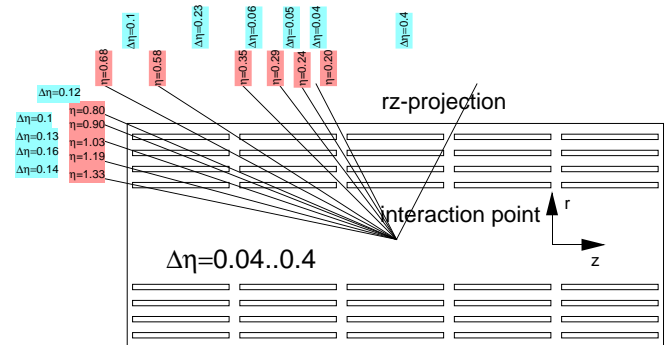 Δη=0.1
Δη=0.23
Δη=0.06
Δη=0.05
Δη=0.04
Δη=0.4
η=0.68
η=0.58
η=0.35
η=0.29
η=0.24
η=0.20
Δη=0.12
Δη=0.1
Δη=0.13
Δη=0.16
Δη=0.14
η=0.80
η=0.90
η=1.03
η=1.19
η=1.33
rz-projection
interaction point
r
z
Δη=0.04..0.4